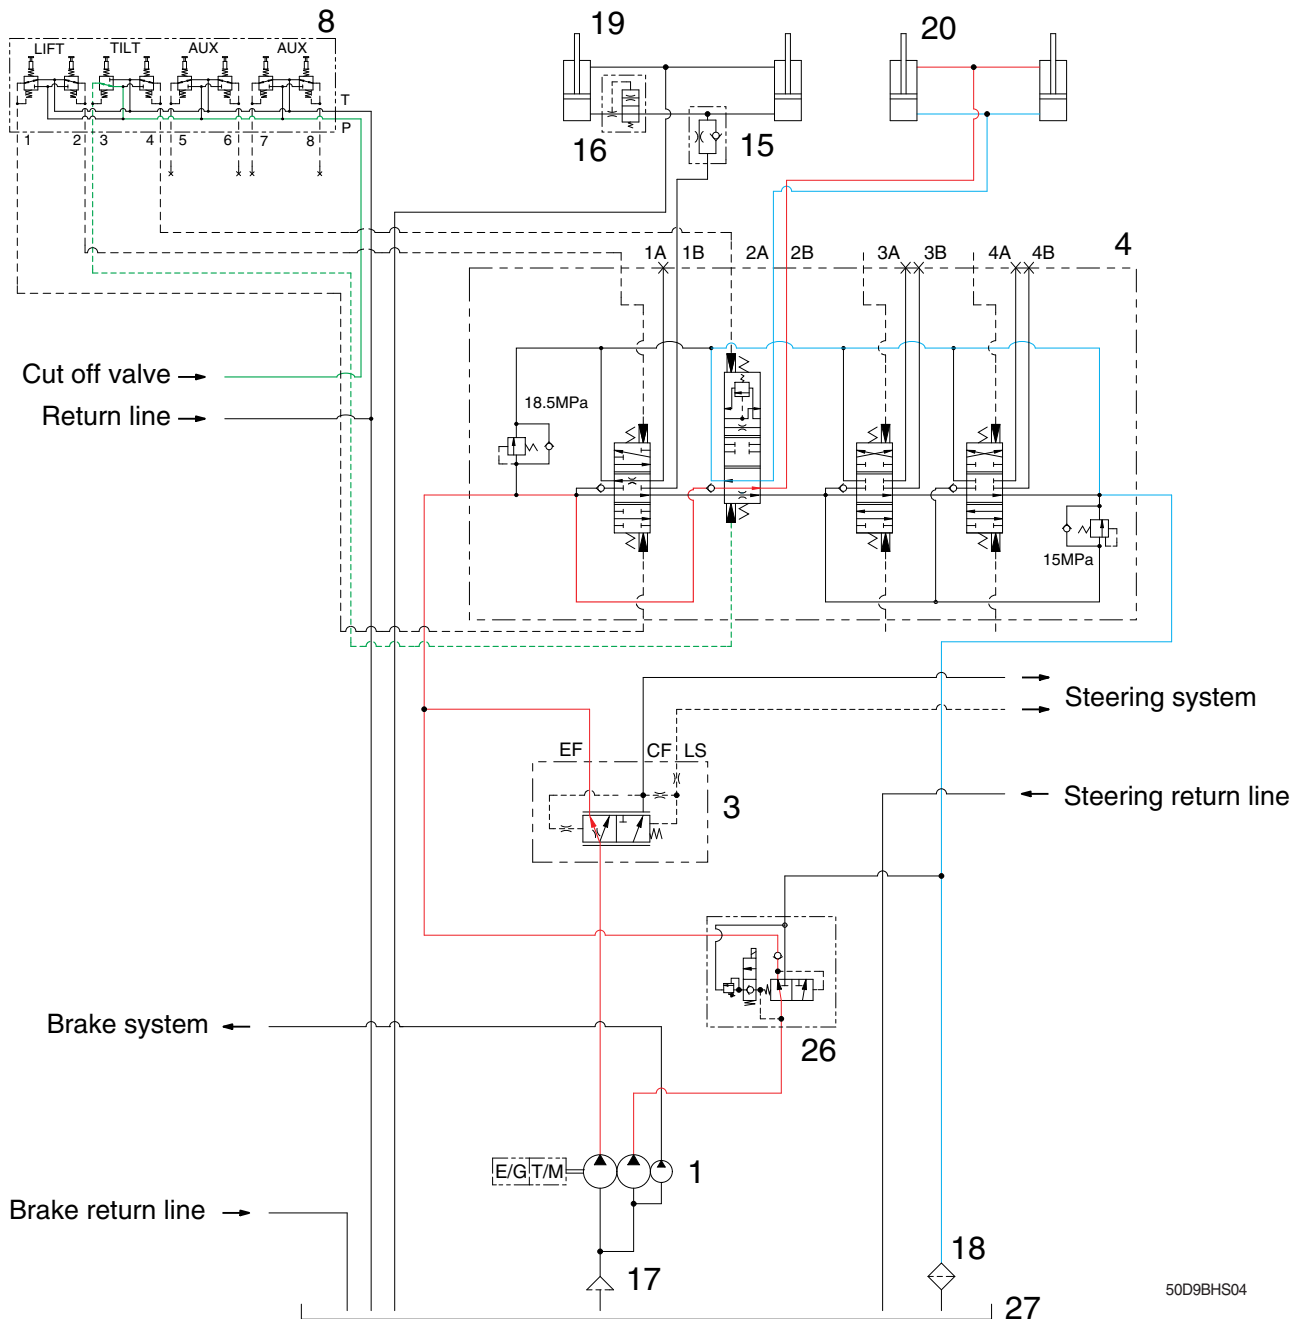 8
19
20
LIFT TILT AUX AUX
T
P
1 2 3 4 5 6 7 8
16
15
1A 1B 2A 2B 3A 3B 4A 4B
4
Cut off valve
18.5MPa
Return line
15MPa
Steering system
EF CF LS
3
Steering return line
Brake system
26
E/G T/M
1
Brake return line
17
18
50D9BHS04
27